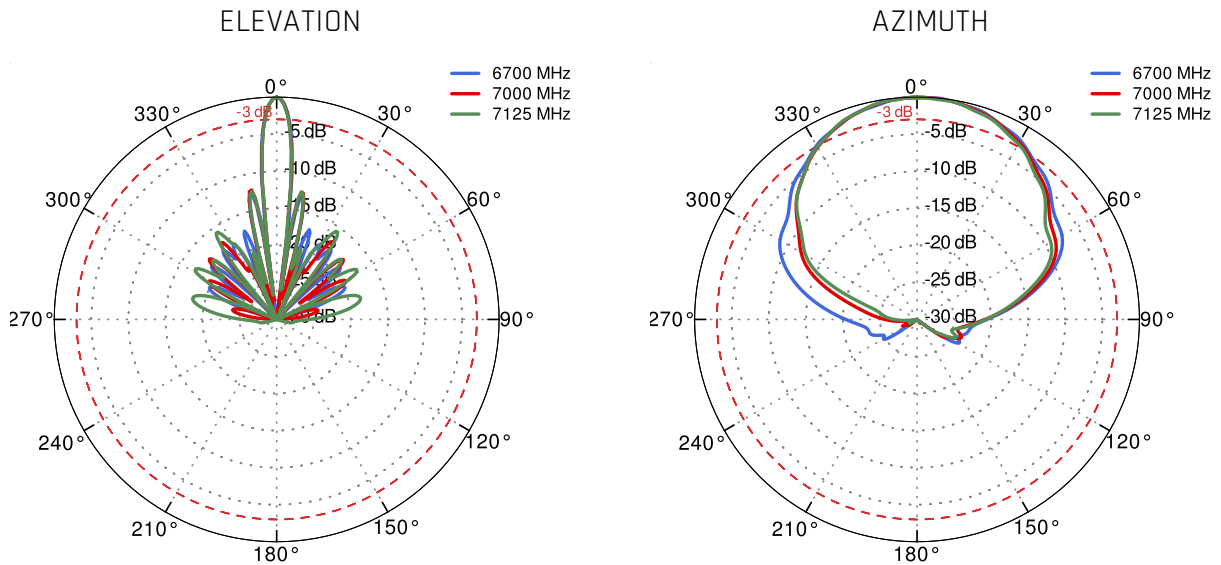 ELEVATION
6700 MHz
7000 MHz
7125 MHz
0°
30°
60°
90°
120°
150°
180°
210°
240°
270°
300°
330°
-3 dB
-5 dB
-10 dB
AZIMUTH
6700 MHz
7000 MHz
7125 MHz
0°
30°
60°
90°
120°
150°
180°
210°
240°
270°
300°
330°
-3 dB
-5 dB
-10 dB
-15 dB
-20 dB
-25 dB
-30 dB